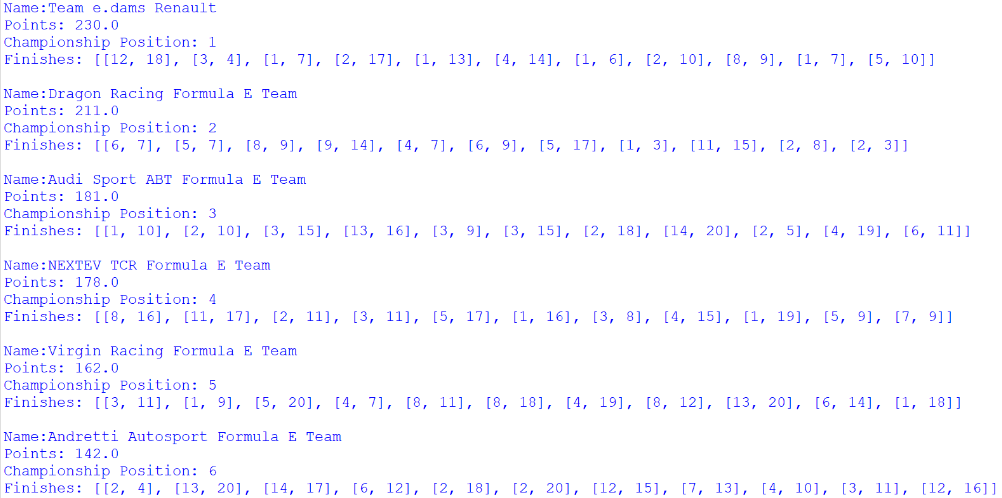 Name:Team e.dams Renault
Points: 230.0
Championship Position: 1
Finishes: [[12, 18], [3, 4], [1, 7], [2, 17], [1, 13], [4, 14], [1, 6], [2, 10], [8, 9], [1, 7], [5, 10]]
Name:Dragon Racing Formula E Team
Points: 211.0
Championship Position: 2
Finishes: [[6, 7], [5, 7], [8, 9], [9, 14], [4, 7], [6, 9], [5, 17], [1, 3], [11, 15], [2, 8], [2, 3]]
Name:Audi Sport ABT Formula E Team
Points: 181.0
Championship Position: 3
Finishes: [[1, 10], [2, 10], [3, 15], [13, 16], [3, 9], [3, 15], [2, 18], [14, 20], [2, 5], [4, 19], [6, 11]]
Name:NEXTEV TCR Formula E Team
Points: 178.0
Championship Position: 4
Finishes: [[8, 16], [11, 17], [2, 11], [3, 11], [5, 17], [1, 16], [3, 8], [4, 15], [1, 19], [5, 9], [7, 9]]
Name:Virgin Racing Formula E Team
Points: 162.0
Championship Position: 5
Finishes: [[3, 11], [1, 9], [5, 20], [4, 7], [8, 11], [8, 18], [4, 19], [8, 12], [13, 20], [6, 14], [1, 18]]
Name:Andretti Autosport Formula E Team
Points: 142.0
Championship Position: 6
Finishes: [[2, 4], [13, 20], [14, 17], [6, 12], [2, 18], [2, 20], [12, 15], [7, 13], [4, 10], [3, 11], [12, 16]]